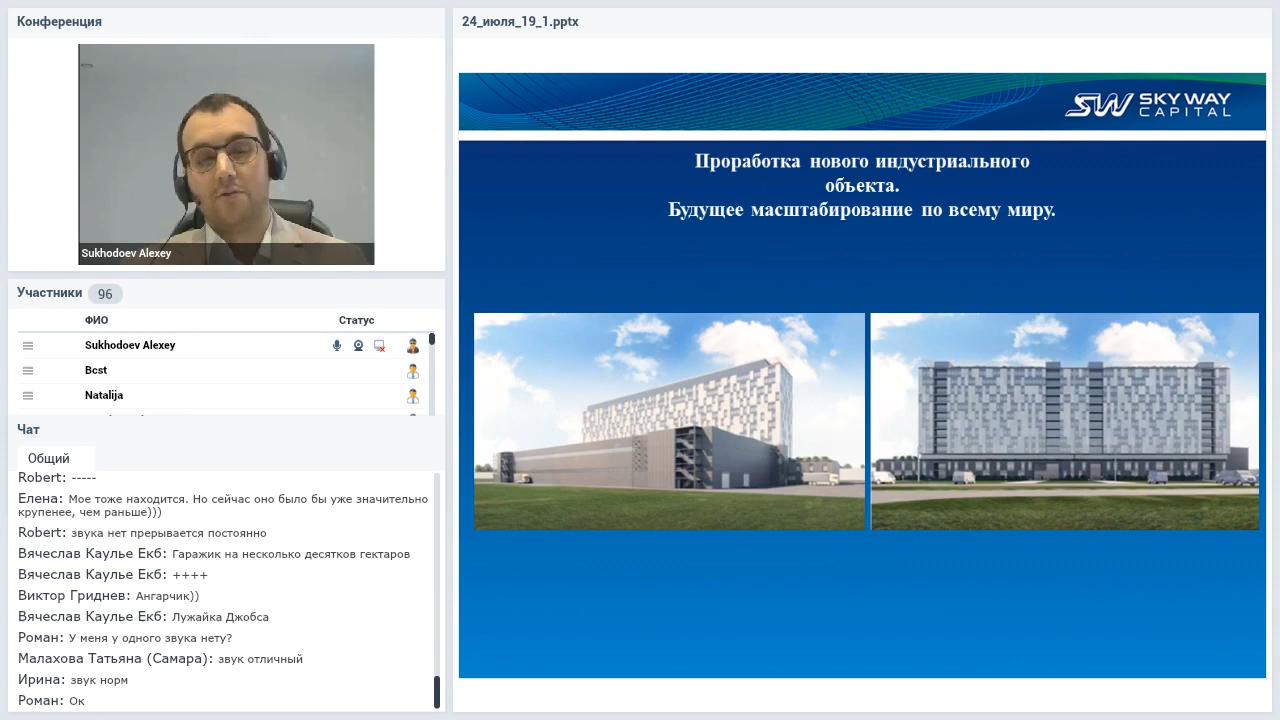 Конференция
Sukhodoev Alexey
Участники 96
ФИО Статус
Sukhodoev Alexey
Bcst
Natalija
Чат
Общий
Robert: -----
Елена: Мое тоже находится. Но сейчас оно было бы уже значительно
крупенее, чем раньше)))
Robert: звука нет прерывается постоянно
Вячеслав Каулье Екб: Гаражик на несколько десятков гектаров
Вячеслав Каулье Екб: ++++
Виктор Гриднев: Ангарчик))
Вячеслав Каулье Екб: Лужайка Джобса
Роман: У меня у одного звука нету?
Малахова Татьяна (Самара): звук отличный
Ирина: звук норм
Роман: Ок
24_июля_19_1.pptx
SW SKY WAY
CAPITAL
Проработка нового индустриального
объекта.
Будущее масштабирование по всему миру.